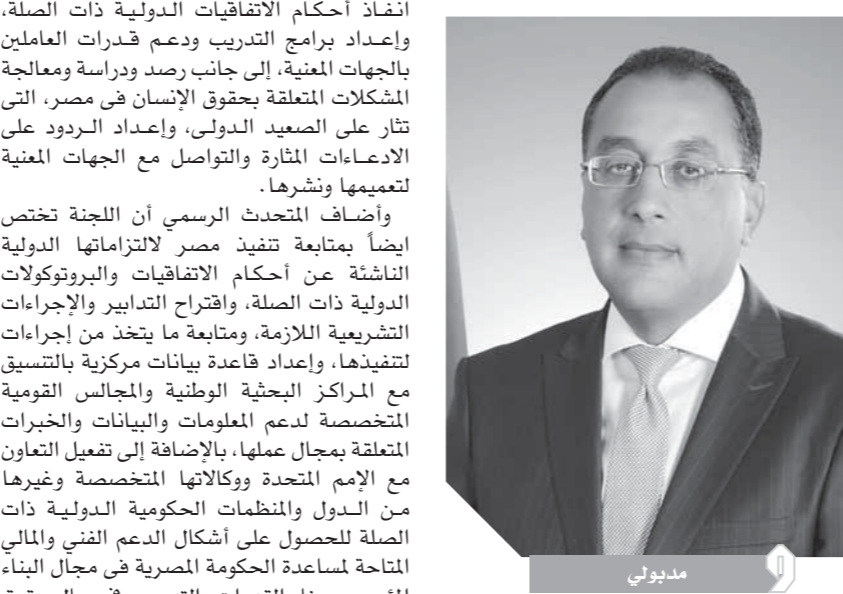 انفاذ أحكام الاتفاقيات الدولية ذات الصلة،
وإعداد برامج التدريب ودعم قدرات العاملين
بالجهات المعنية، إلى جانب رصد ودراسة ومعالجة
المشكلات المتعلقة بحقوق الإنسان فى مصر، التى
تثار على الصعيد الدولى، وإعداد الردود على
الادعاءات المثارة والتواصل مع الجهات المعنية
لتعميمها ونشرها.
وأضاف المتحدث الرسمي أن اللجنة تختص
ايضاً بمتابعة تنفيذ مصر لالتزاماتها الدولية
الناشئة عن أحكام الاتفاقيات والبروتوكولات
الدولية ذات الصلة، واقتراح التدابير والإجراءات
التشريعية اللازمة، ومتابعة ما يتخذ من إجراءات
لتنفيذها، وإعداد قاعدة بيانات مركزية بالتنسيق
مع المراكز البحثية الوطنية والمجالس القومية
المتخصصة لدعم المعلومات والبيانات والخبرات
المتعلقة بمجال عملها، بالإضافة إلى تفعيل التعاون
مع الإمم المتحدة ووكالاتها المتخصصة وغيرها
من الدول والمنظمات الحكومية الدولية ذات
الصلة للحصول على أشكال الدعم الفني والمالي
المتاحة لمساعدة الحكومة المصرية فى مجال البناء
مدبولي